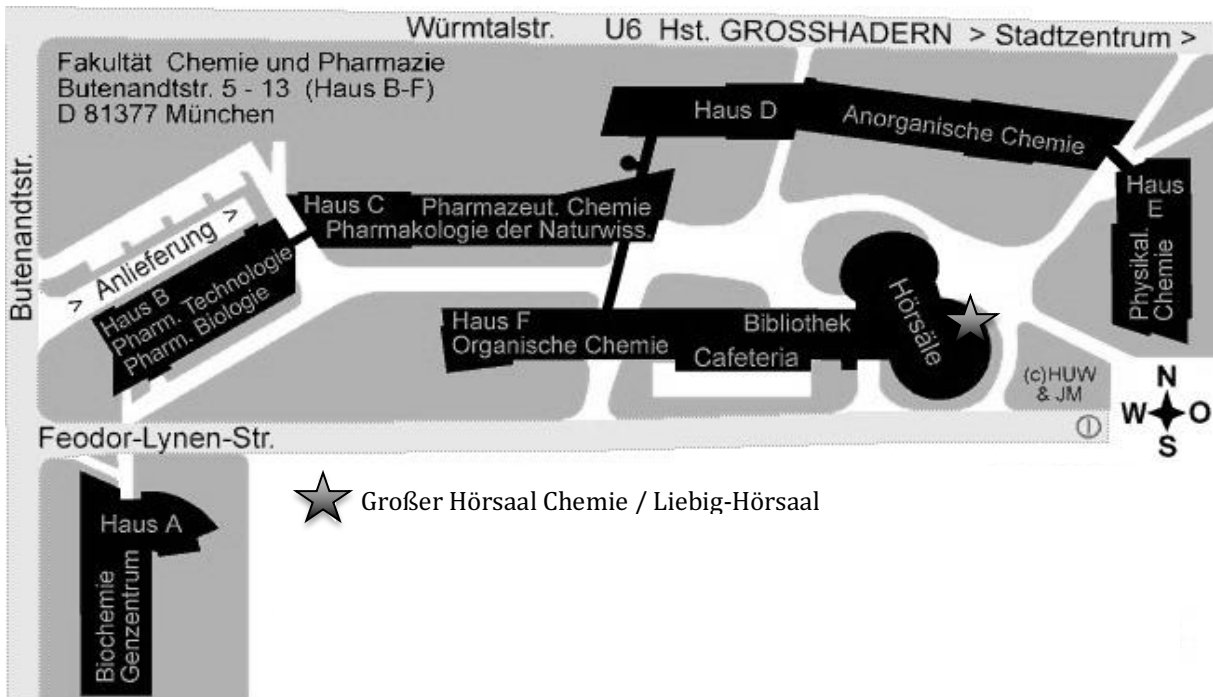 Würmtalstr. U6 Hst. GROSSHADERN > Stadtzentrum >
Fakultät Chemie und Pharmazie
Butenandtstr. 5 - 13 (Haus B-F)
D 81377 München
Butenandtstr.
Haus D
Anorganische Chemie
Haus
E
Physikal.
Chemie
Haus C Pharmazeut. Chemie
Pharmakologie der Naturwiss.
> Anlieferung >
Haus B
Pharm. Technologie
Pharm. Biologie
Haus F
Organische Chemie
Bibliothek
Cafeteria
Hörsäle
(c)HUW
& JM
N
W O
S
Feodor-Lynen-Str.
Großer Hörsaal Chemie / Liebig-Hörsaal
Haus A
Biochemie
Genzentrum